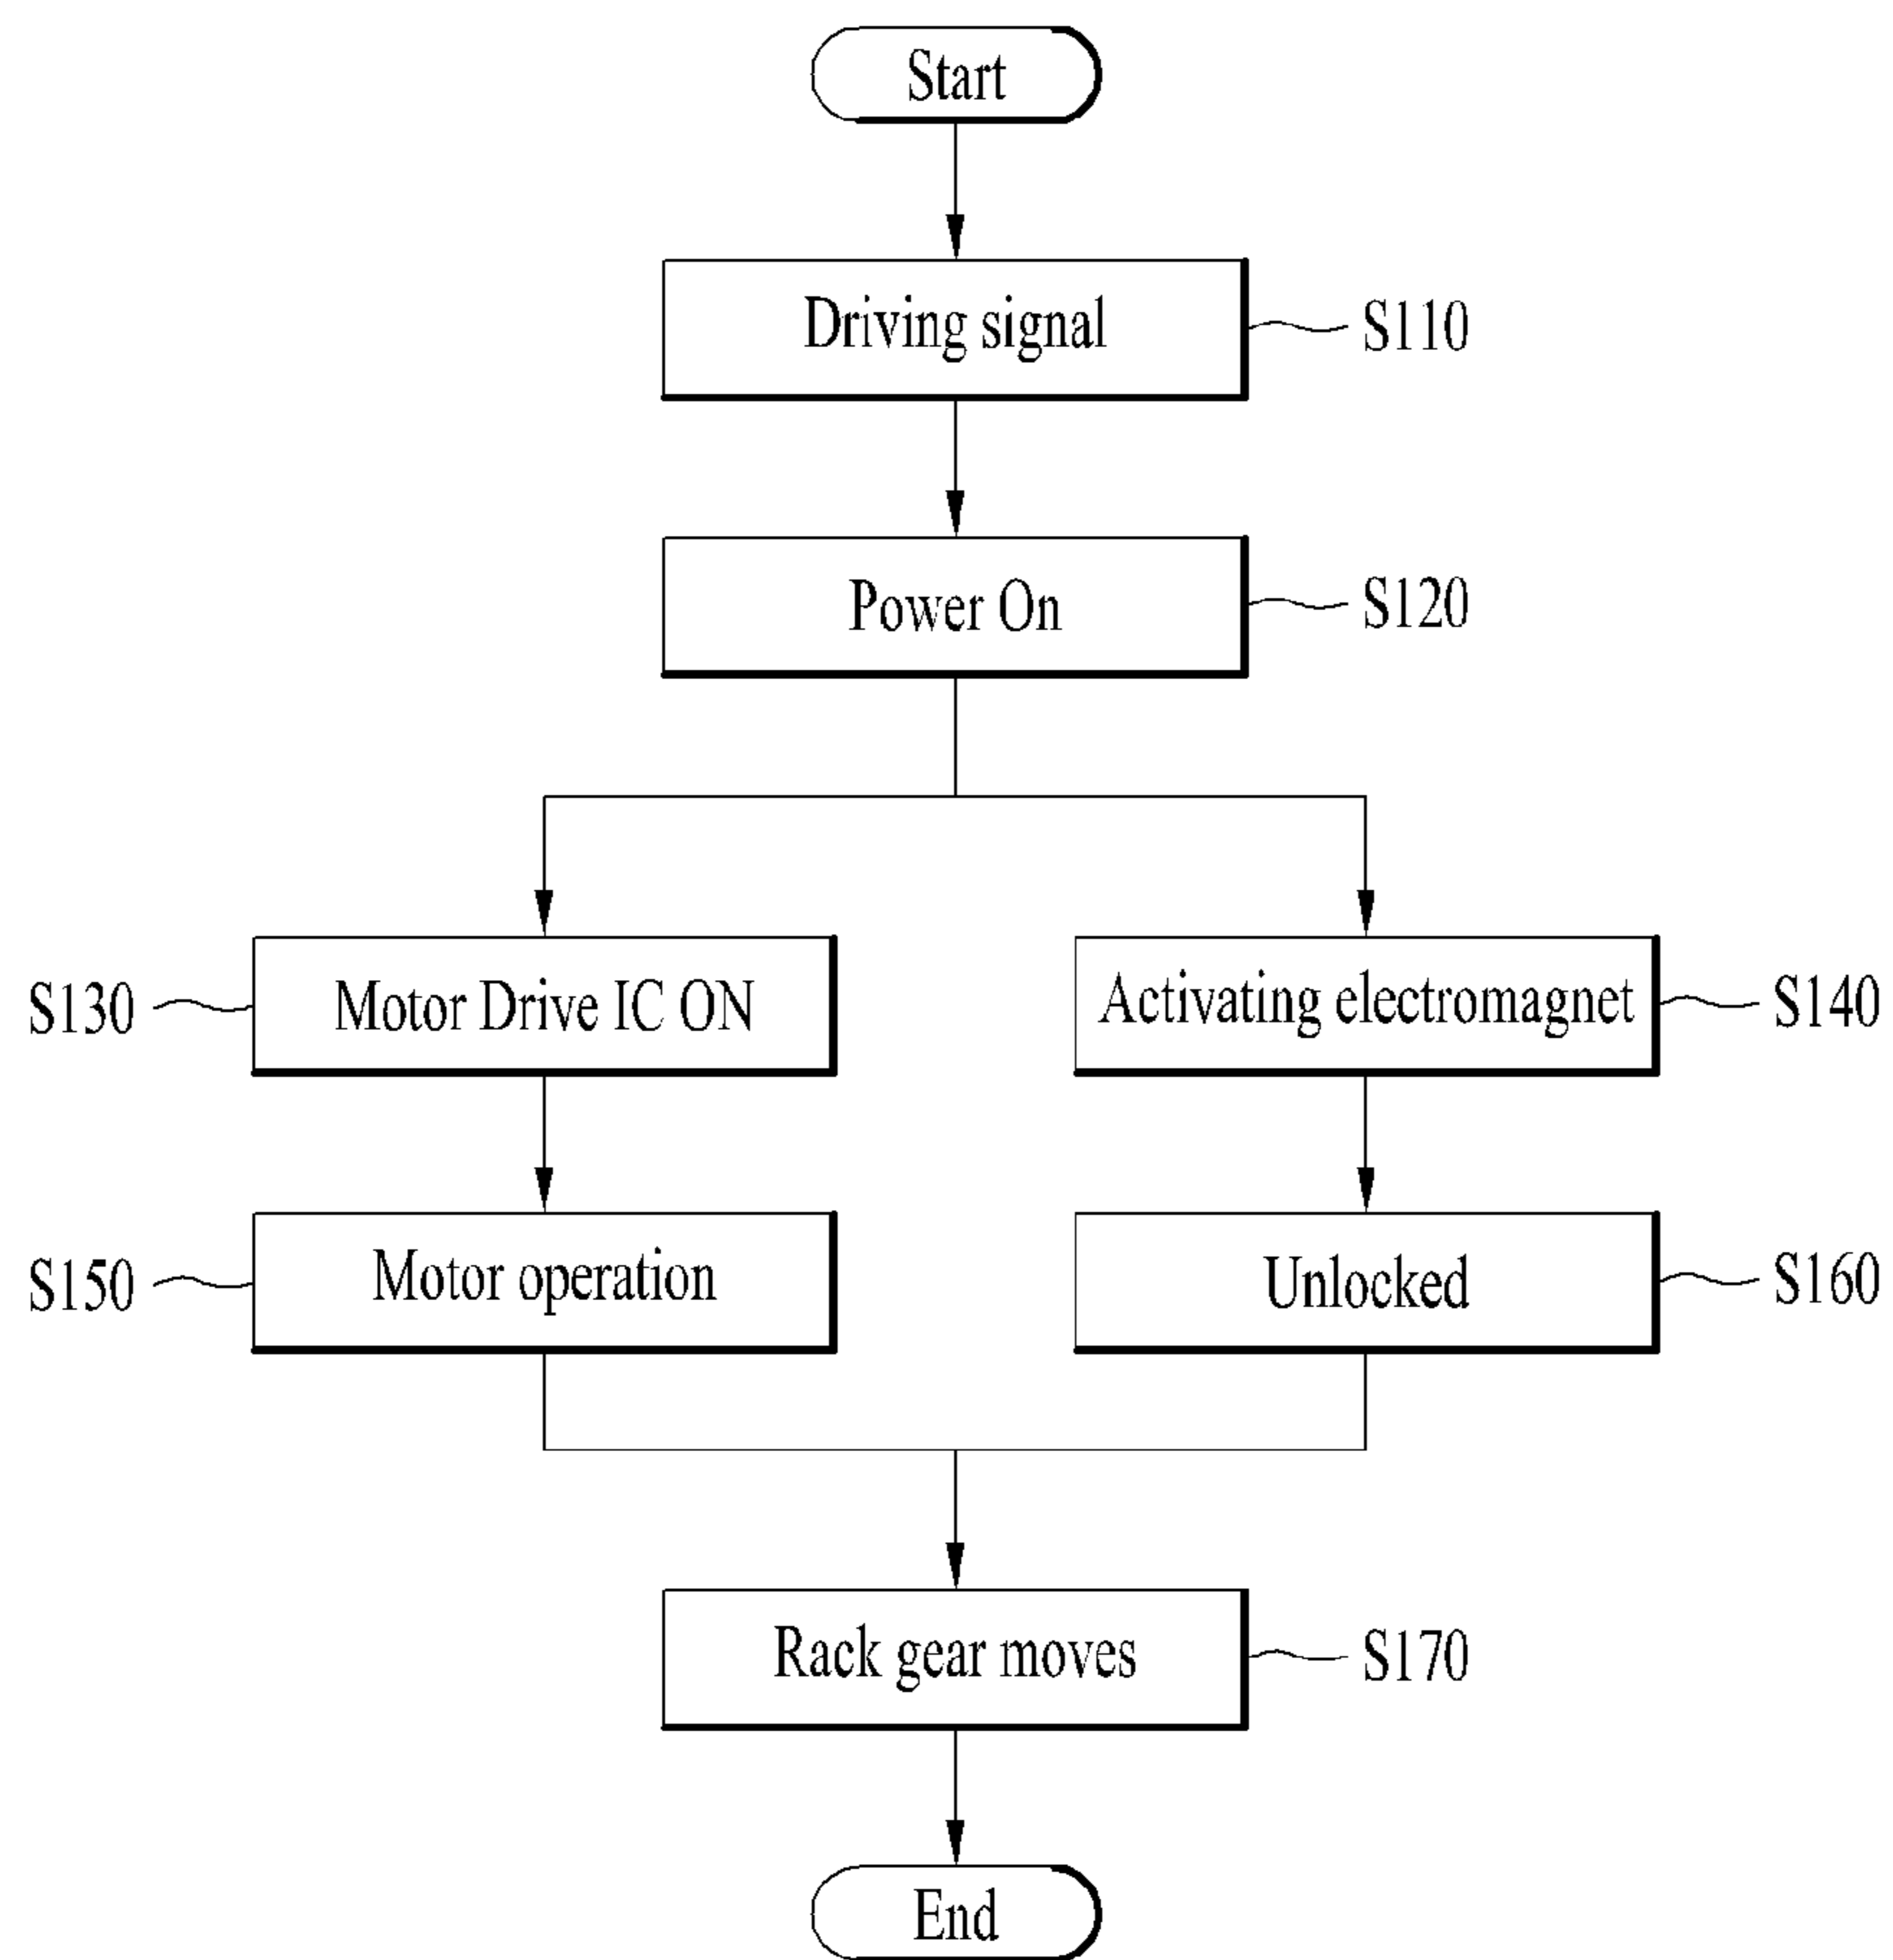 Start
Driving signal
S110
Power On
S120
S130
Motor Drive IC ON
Activating electromagnet
S140
S150
Motor operation
Unlocked
S160
Rack gear moves
S170
End